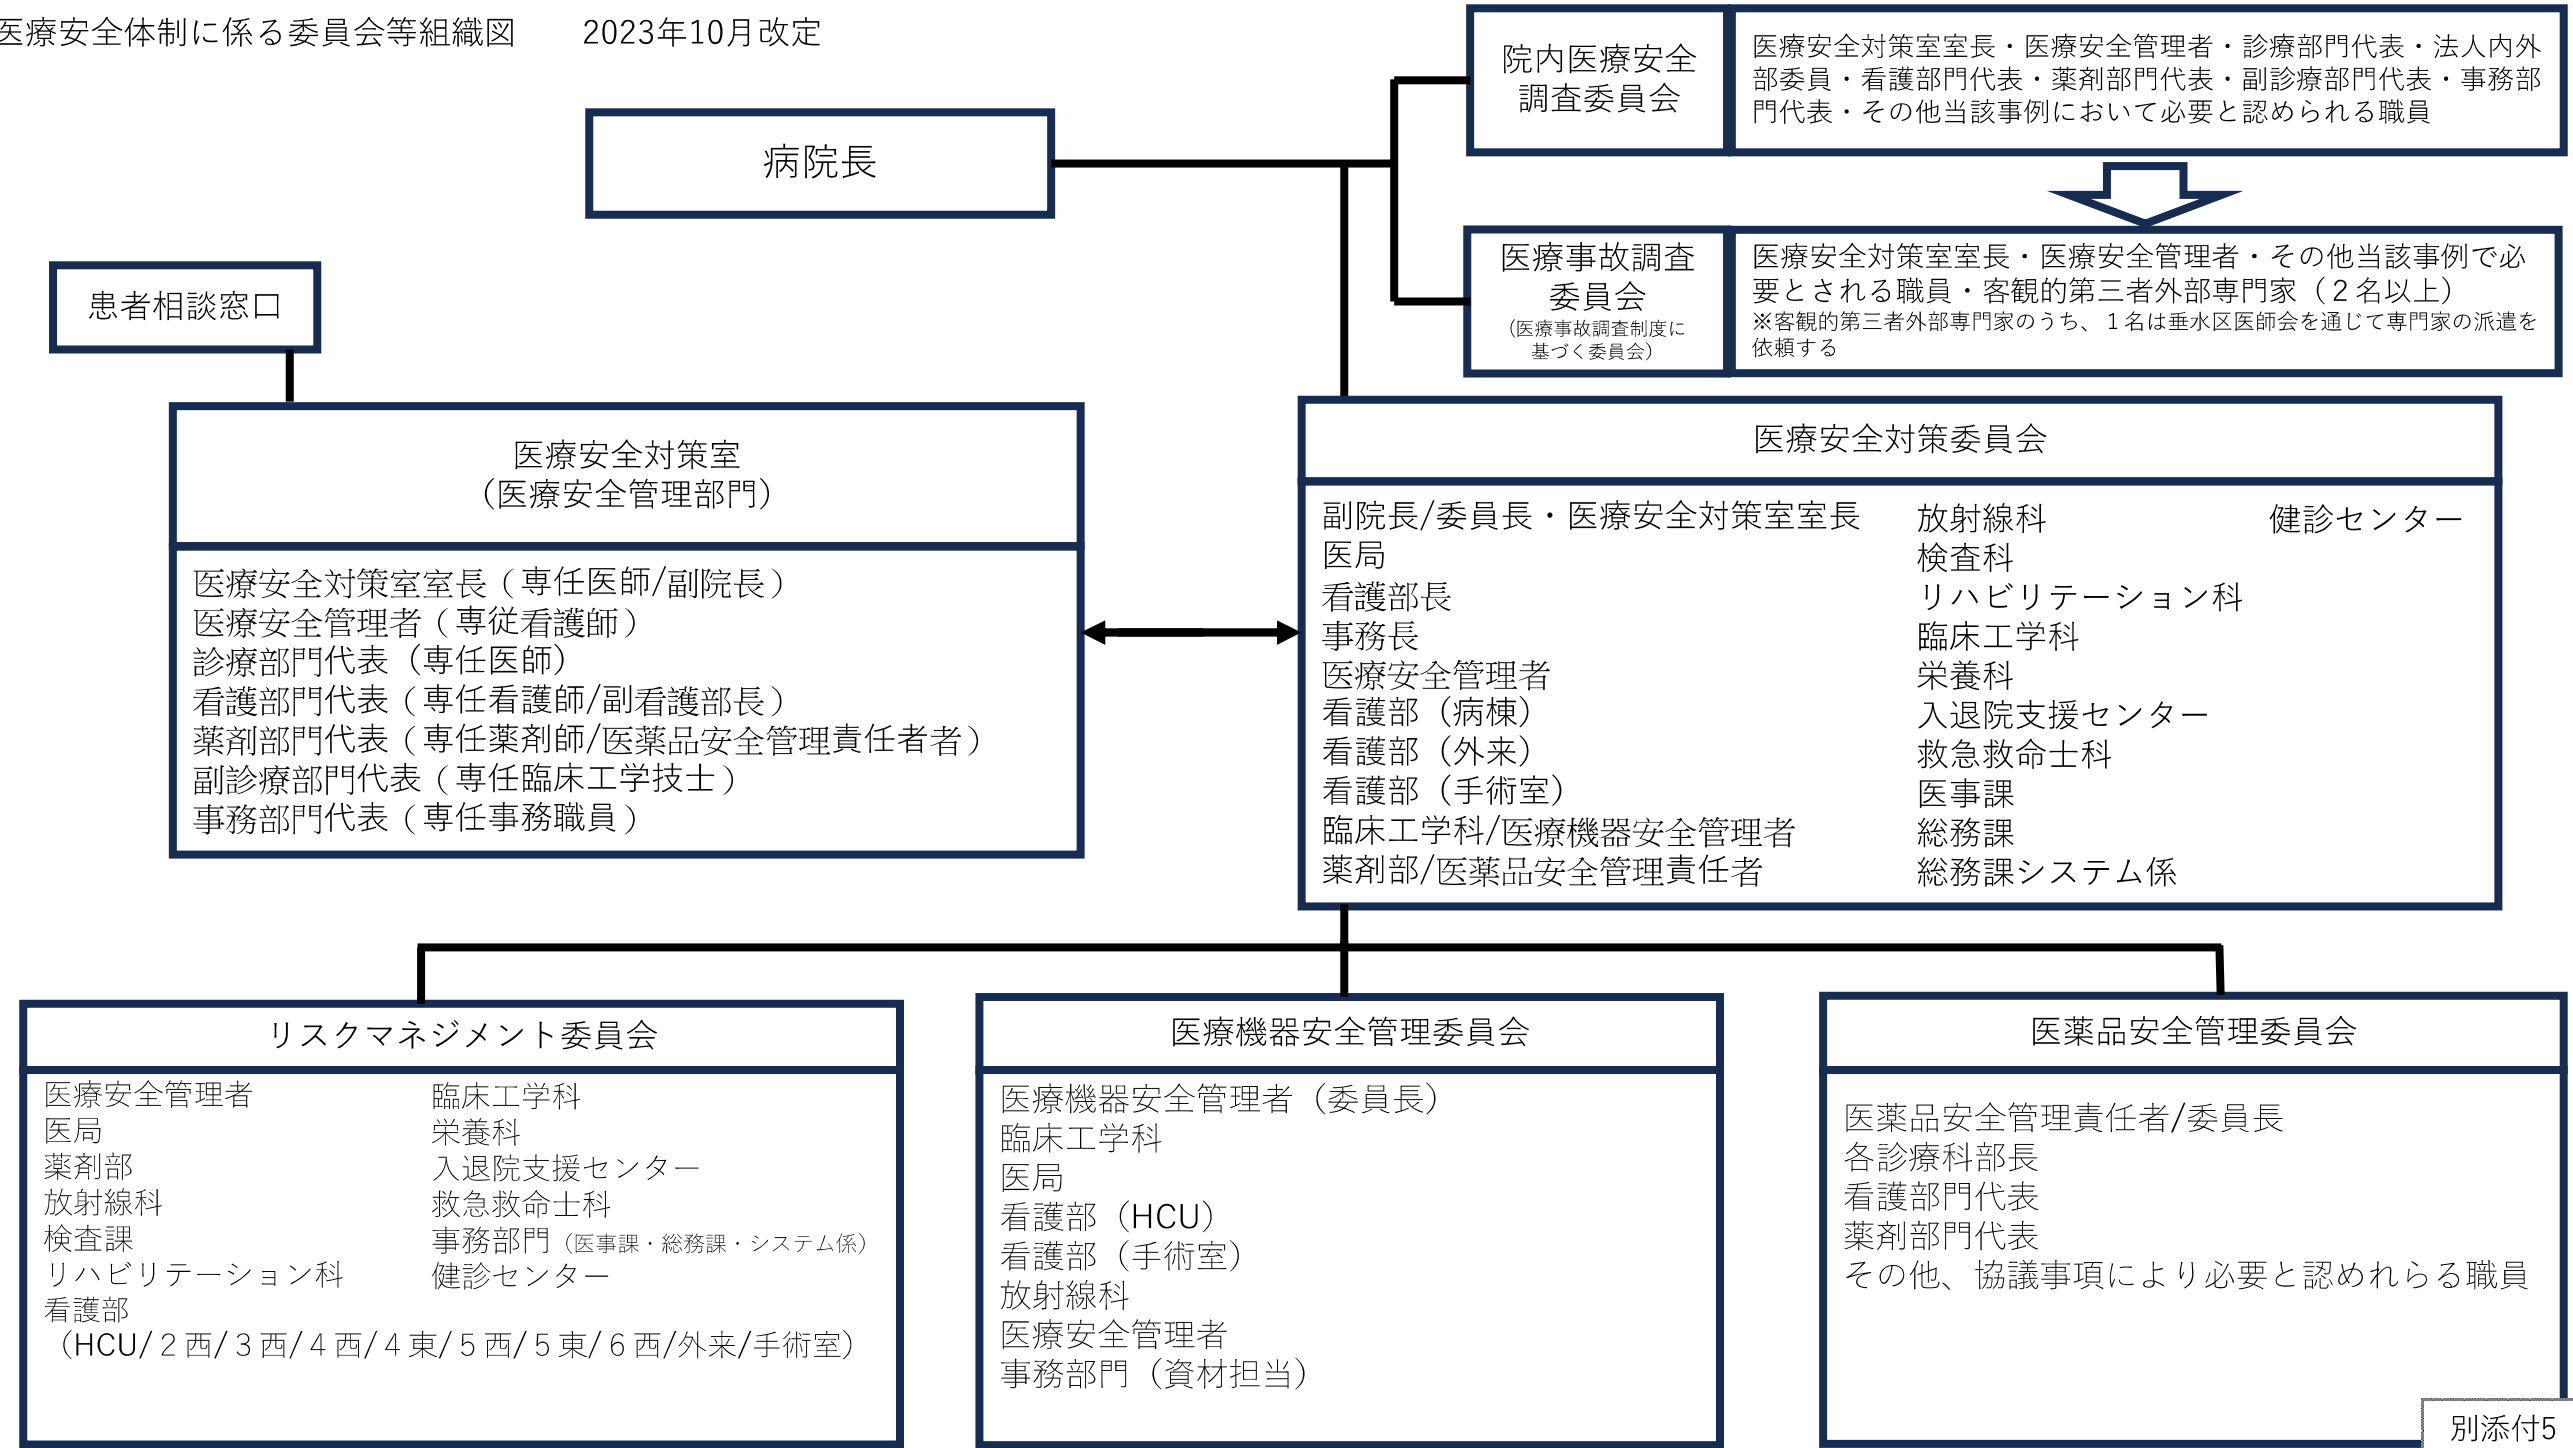 医療安全体制に係る委員会等組織図　　2023年10月改定
病院長
院内医療安全
調査委員会
医療安全対策室室長・医療安全管理者・診療部門代表・法人内外
部委員・看護部門代表・薬剤部門代表・副診療部門代表・事務部
門代表・その他当該事例において必要と認められる職員
医療事故調査
委員会
（医療事故調査制度に
基づく委員会）
医療安全対策室室長・医療安全管理者・その他当該事例で必
要とされる職員・客観的第三者外部専門家（２名以上）
※客観的第三者外部専門家のうち、１名は垂水区医師会を通じて専門家の派遣を
依頼する
患者相談窓口
医療安全対策室
（医療安全管理部門）
医療安全対策室室長（専任医師/副院長）
医療安全管理者（専従看護師）
診療部門代表（専任医師）
看護部門代表（専任看護師/副看護部長）
薬剤部門代表（専任薬剤師/医薬品安全管理責任者者）
副診療部門代表（専任臨床工学技士）
事務部門代表（専任事務職員）
医療安全対策委員会
副院長/委員長・医療安全対策室室長
医局
看護部長
事務長
医療安全管理者
看護部（病棟）
看護部（外来）
看護部（手術室）
臨床工学科/医療機器安全管理者
薬剤部/医薬品安全管理責任者
放射線科
検査科
リハビリテーション科
臨床工学科
栄養科
入退院支援センター
救急救命士科
医事課
総務課
総務課システム係
健診センター
リスクマネジメント委員会
医療安全管理者
医局
薬剤部
放射線科
検査課
リハビリテーション科
看護部
（HCU/２西/３西/４西/４東/５西/５東/６西/外来/手術室）
臨床工学科
栄養科
入退院支援センター
救急救命士科
事務部門（医事課・総務課・システム係）
健診センター
医療機器安全管理委員会
医療機器安全管理者（委員長）
臨床工学科
医局
看護部（HCU）
看護部（手術室）
放射線科
医療安全管理者
事務部門（資材担当）
医薬品安全管理委員会
医薬品安全管理責任者/委員長
各診療科部長
看護部門代表
薬剤部門代表
その他、協議事項により必要と認めれらる職員
別添付5